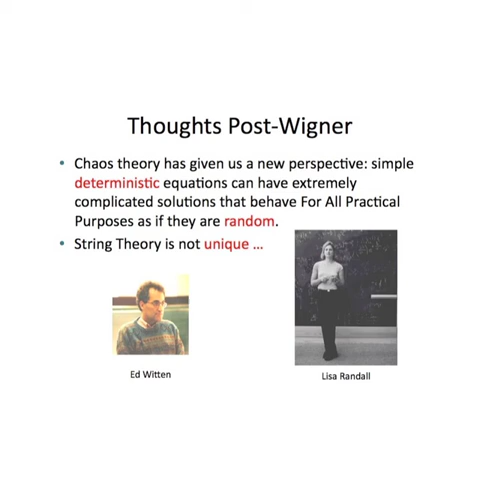 Thoughts Post-Wigner
• Chaos theory has given us a new perspective: simple
deterministic equations can have extremely
complicated solutions that behave For All Practical
Purposes as if they are random.
• String Theory is not unique ...
Ed Witten
Lisa Randall